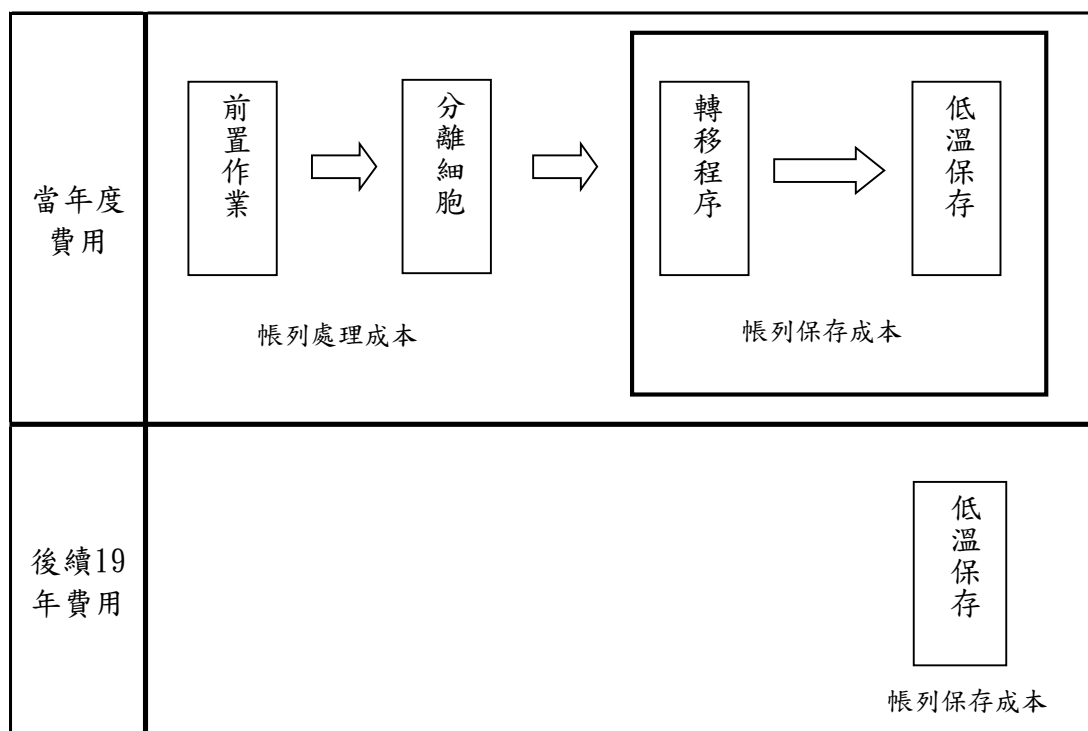 當年度
費用
前置作業
分離細胞
轉移程序
低溫保存
帳列處理成本
帳列保存成本
後續19
年費用
低溫保存
帳列保存成本